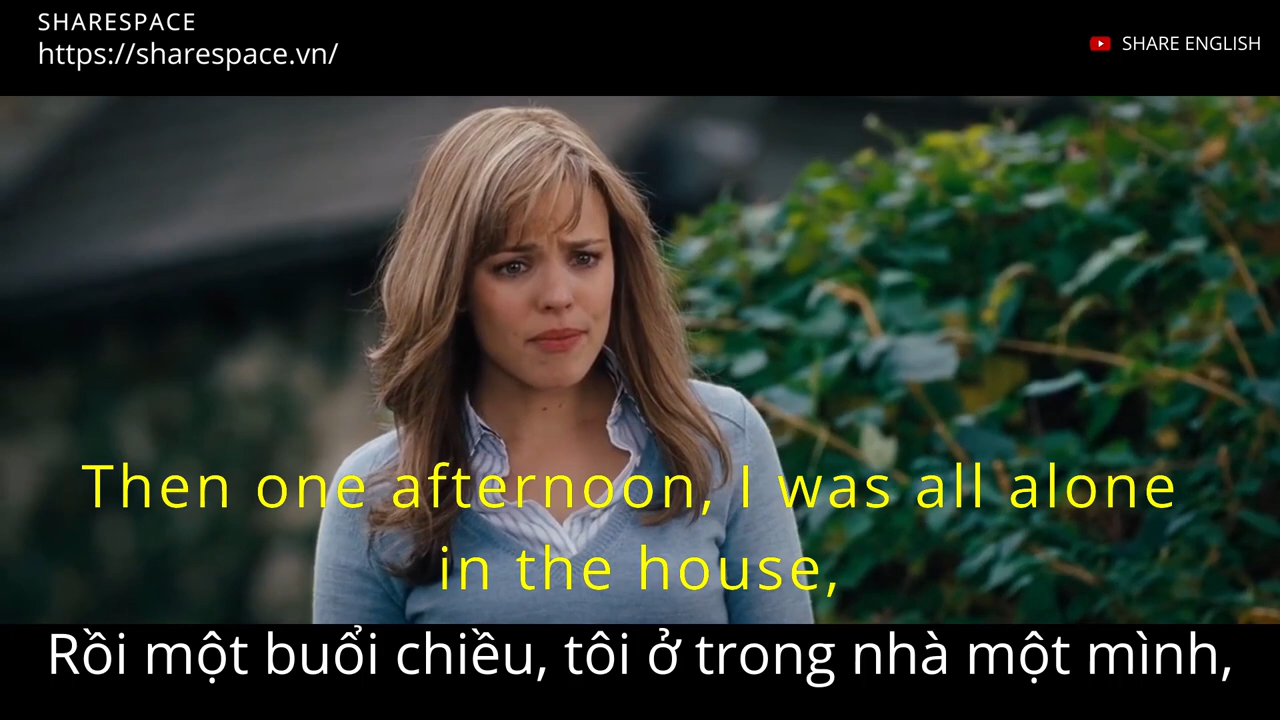 SHARESPACE
https://sharespace.vn/
SHARE ENGLISH
Then one afternoon, I was all alone
in the house,
Rồi một buổi chiều, tôi ở trong nhà một mình,